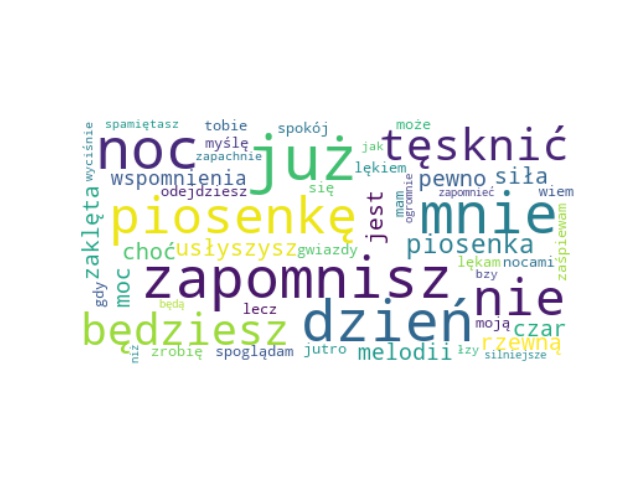 spamiętasz tobie spokój może
noc już tęsknić
wyciśnie myślę jak
zapachnie lękiem
wspomnienia pewno siła
odejdziesz się zapomnieć wiem
zaklęta piosenkę jest mam ogromnie mnie zaśpiewam
choć usłyszysz gwiazdy piosenka
lękam nocami
gdy moc zapomnisz bzy nie
będą lecz
będziesz dzień moją czar
rzewną
niż zrobię spoglądam jutro melodii łzy silniejsze